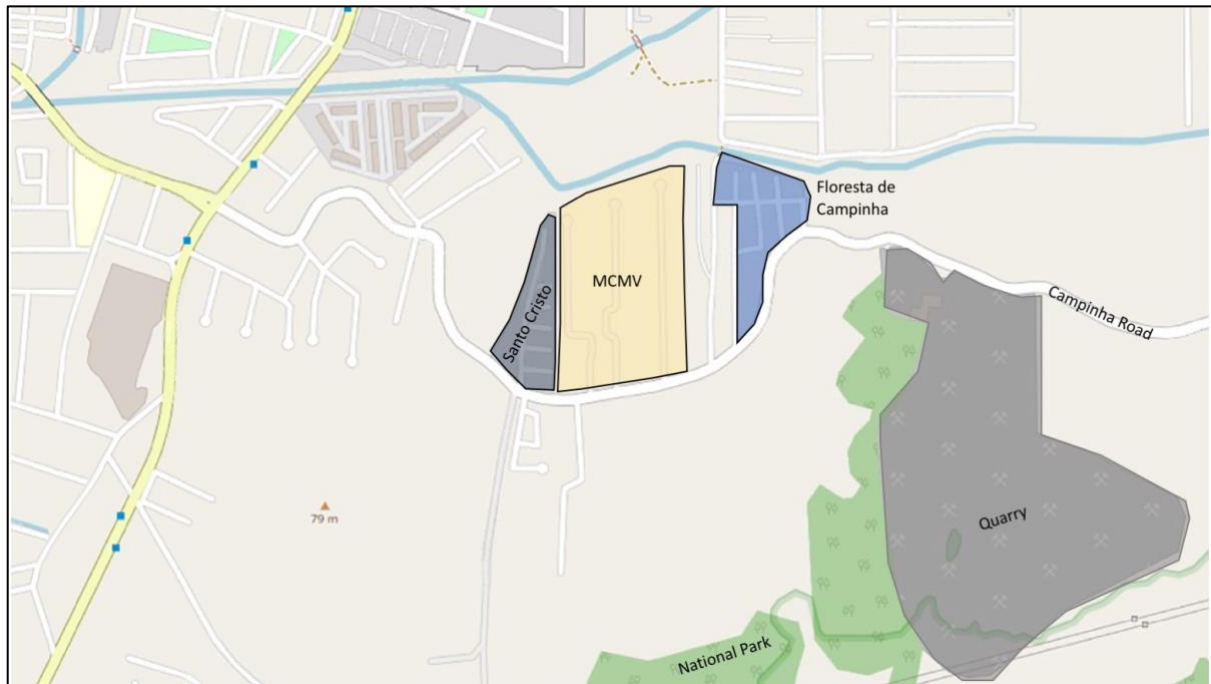 Floresta de
Campinha
MCMV
Santo Cristo
Campinha Road
79 m
Quarry
National Park